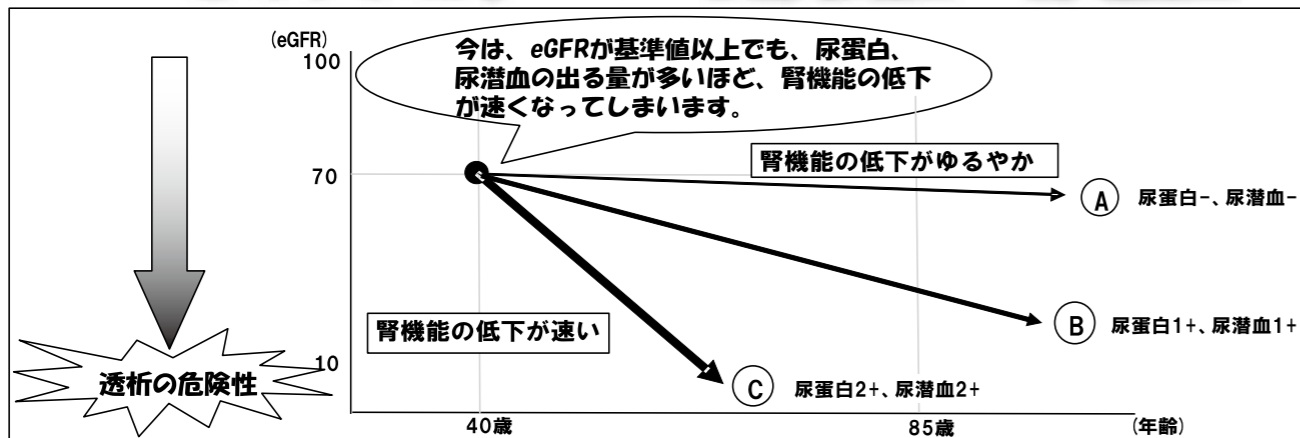 (eGFR)
100
今は、eGFRが基準値以上でも、尿蛋白、
尿潜血の出る量が多いほど、腎機能の低下
が速くなってしまいます。
腎機能の低下がゆるやか
70
A 尿蛋白-、尿潜血-
腎機能の低下が速い
B 尿蛋白1+、尿潜血1+
10
透析の危険性
C 尿蛋白2+、尿潜血2+
40歳 85歳 (年齢)